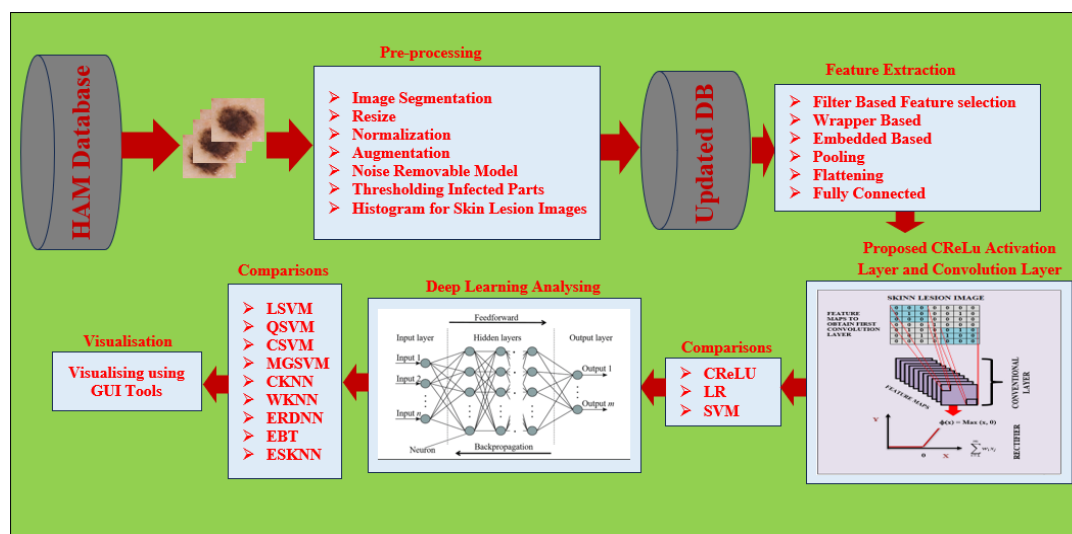 HAM Database
Pre-processing
Image Segmentation
Resize
Normalization
Augmentation
Noise Removable Model
Thresholding Infected Parts
Histogram for Skin Lesion Images
Updated DB
Feature Extraction
Filter Based Feature selection
Wrapper Based
Embedded Based
Pooling
Flattening
Fully Connected
Proposed CReLu Activation
Layer and Convolution Layer
SKINN LESION IMAGE
FEATURE
MAPS TO
OBTAIN FIRST
CONVOLUTION
LAYER
FEATURE MAPS
CONVENTIONAL
LAYER
ϕ(x) = Max (x, 0)
Y
0
X
RECTIFIER
Comparisons
CReLU
LR
SVM
Deep Learning Analysing
Feedforward
Input layer
Hidden layers
Output layer
Input 1
Input 2
Input n
Output 1
Output m
Neuron
Backpropagation
Comparisons
LSVM
QSVM
CSVM
MGSVM
CKNN
WKNN
ERDNN
EBT
ESKNN
Visualisation
Visualising using
GUI Tools